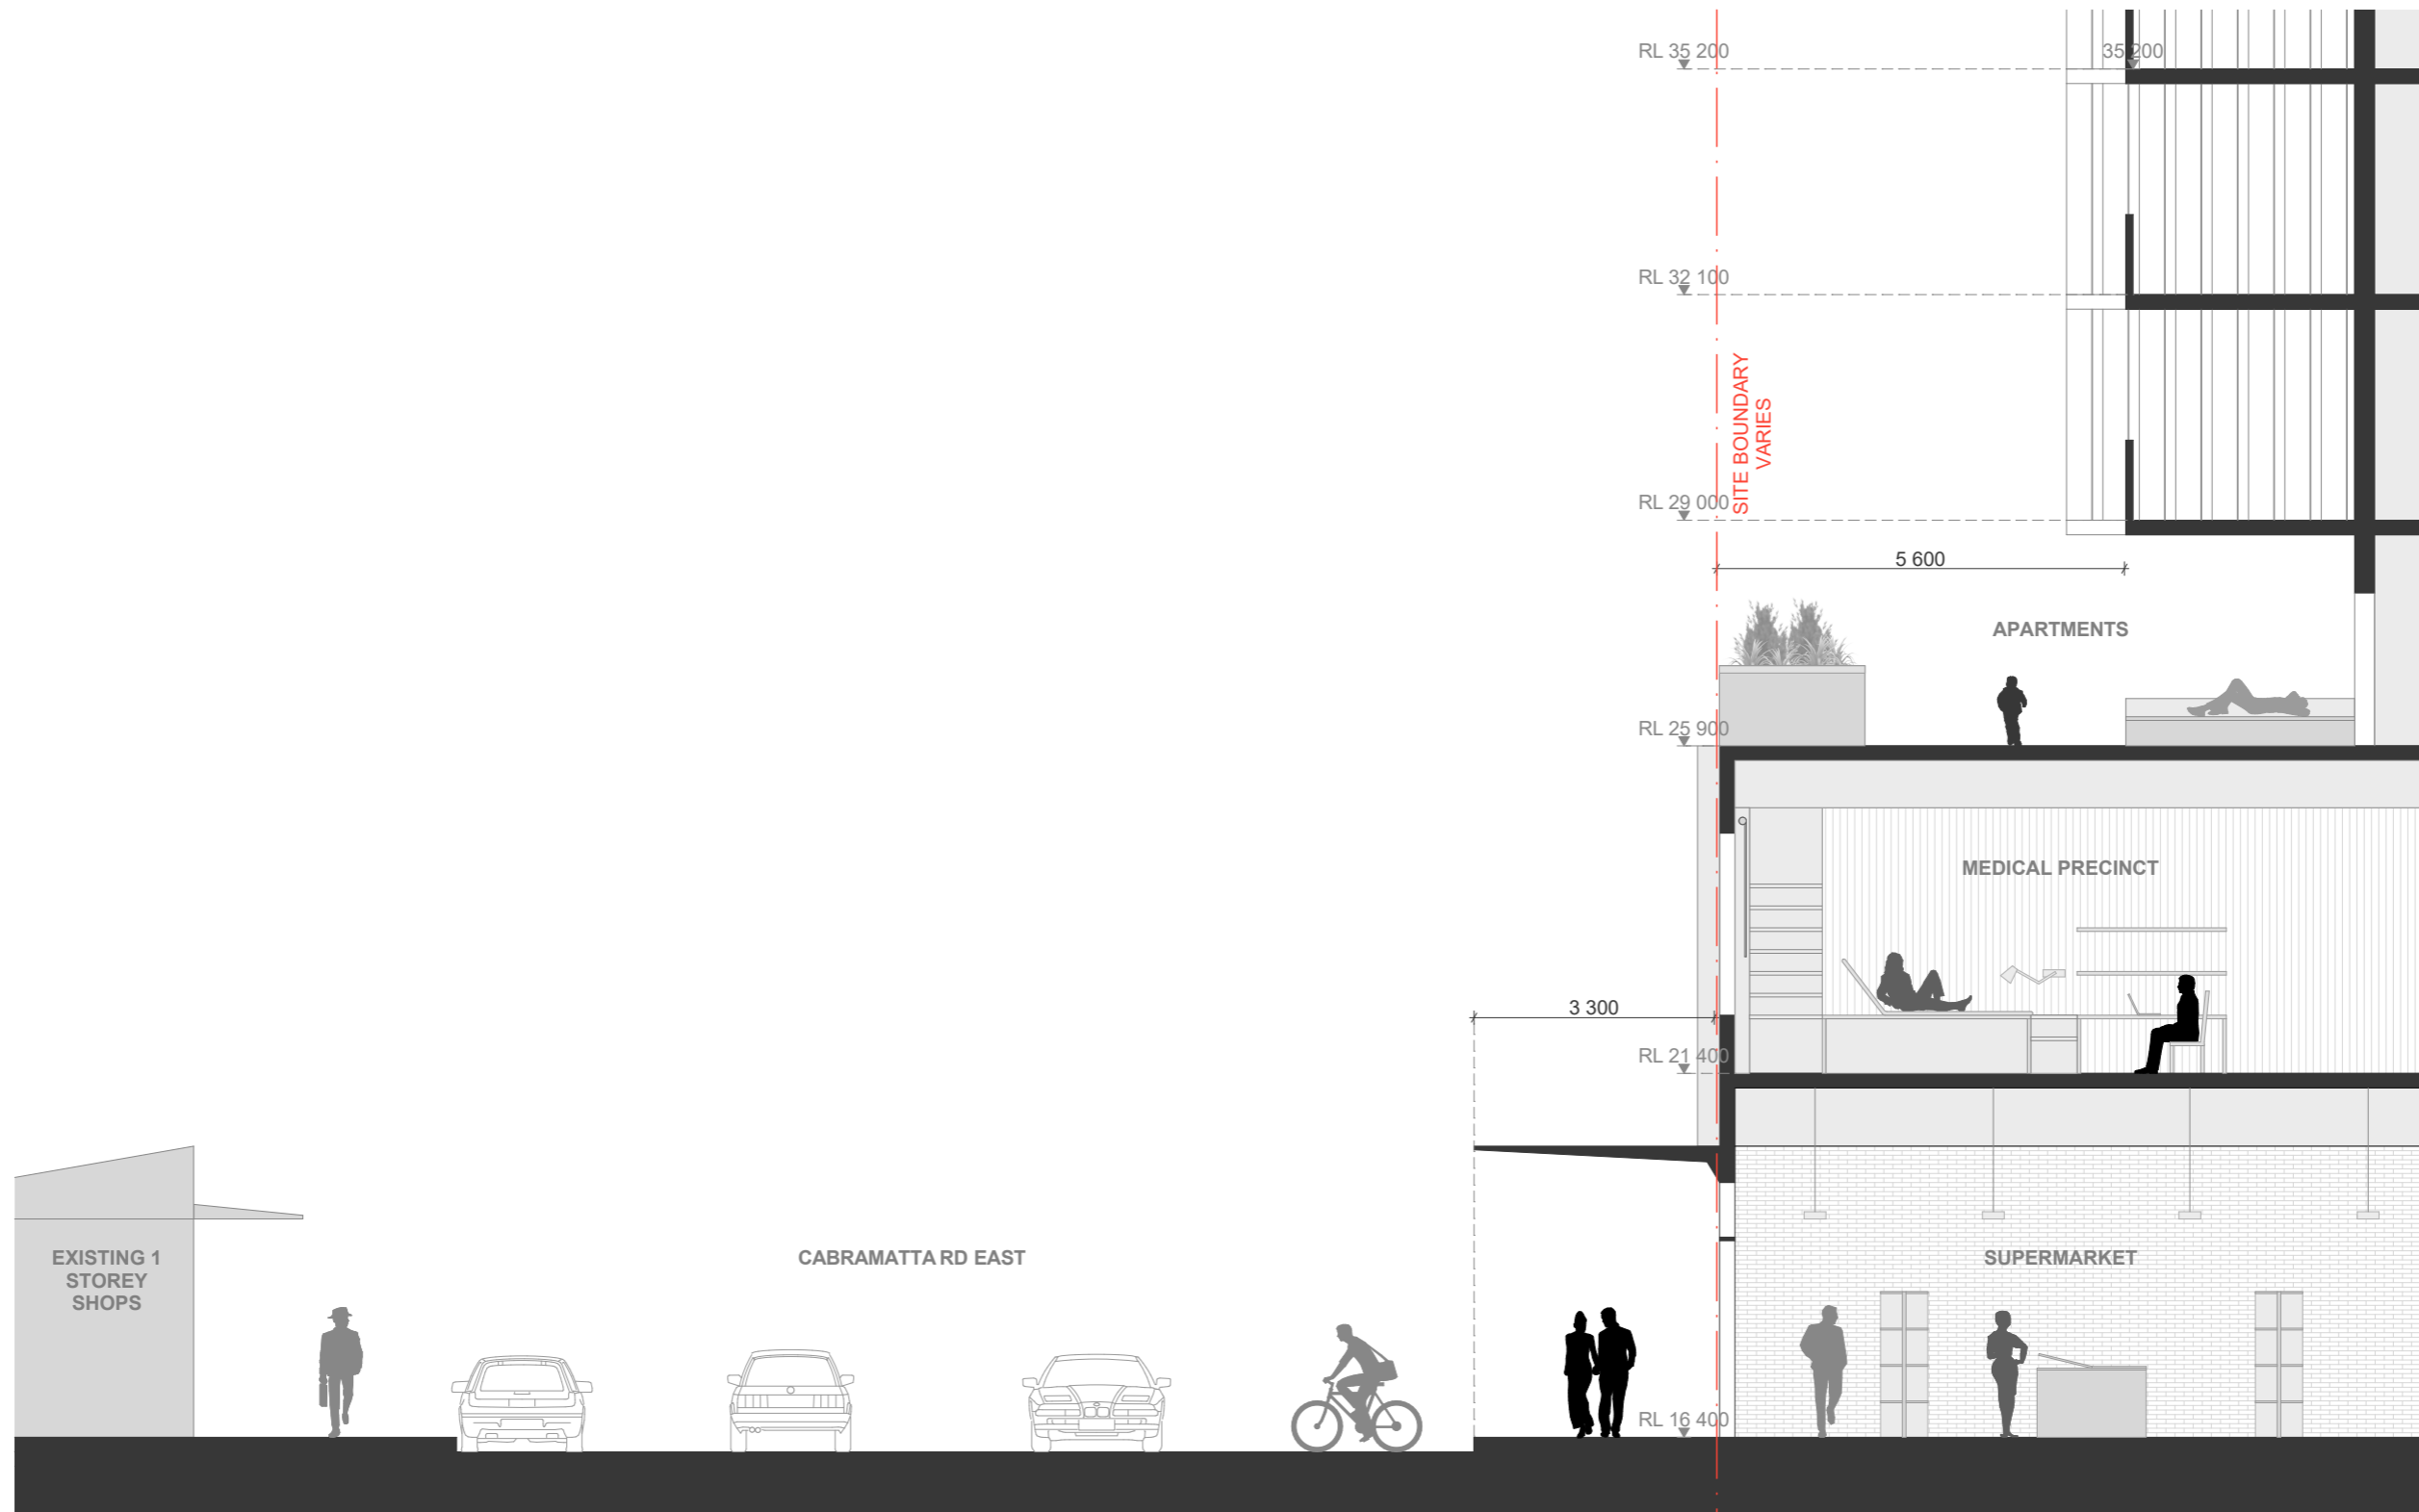 RL 35 200
35 200
RL 32 100
SITE BOUNDARY
VARIES
RL 29 000
5 600
APARTMENTS
RL 25 900
MEDICAL PRECINCT
3 300
RL 21 400
EXISTING 1
STOREY
SHOPS
CABRAMATTA RD EAST
SUPERMARKET
RL 16 400